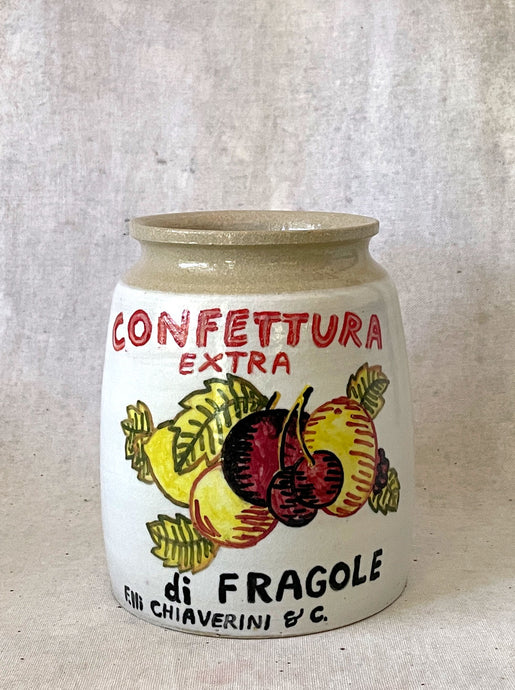 CONFETTURA
EXTRA
di FRAGOLE
F.lli CHIAVERINI & C.